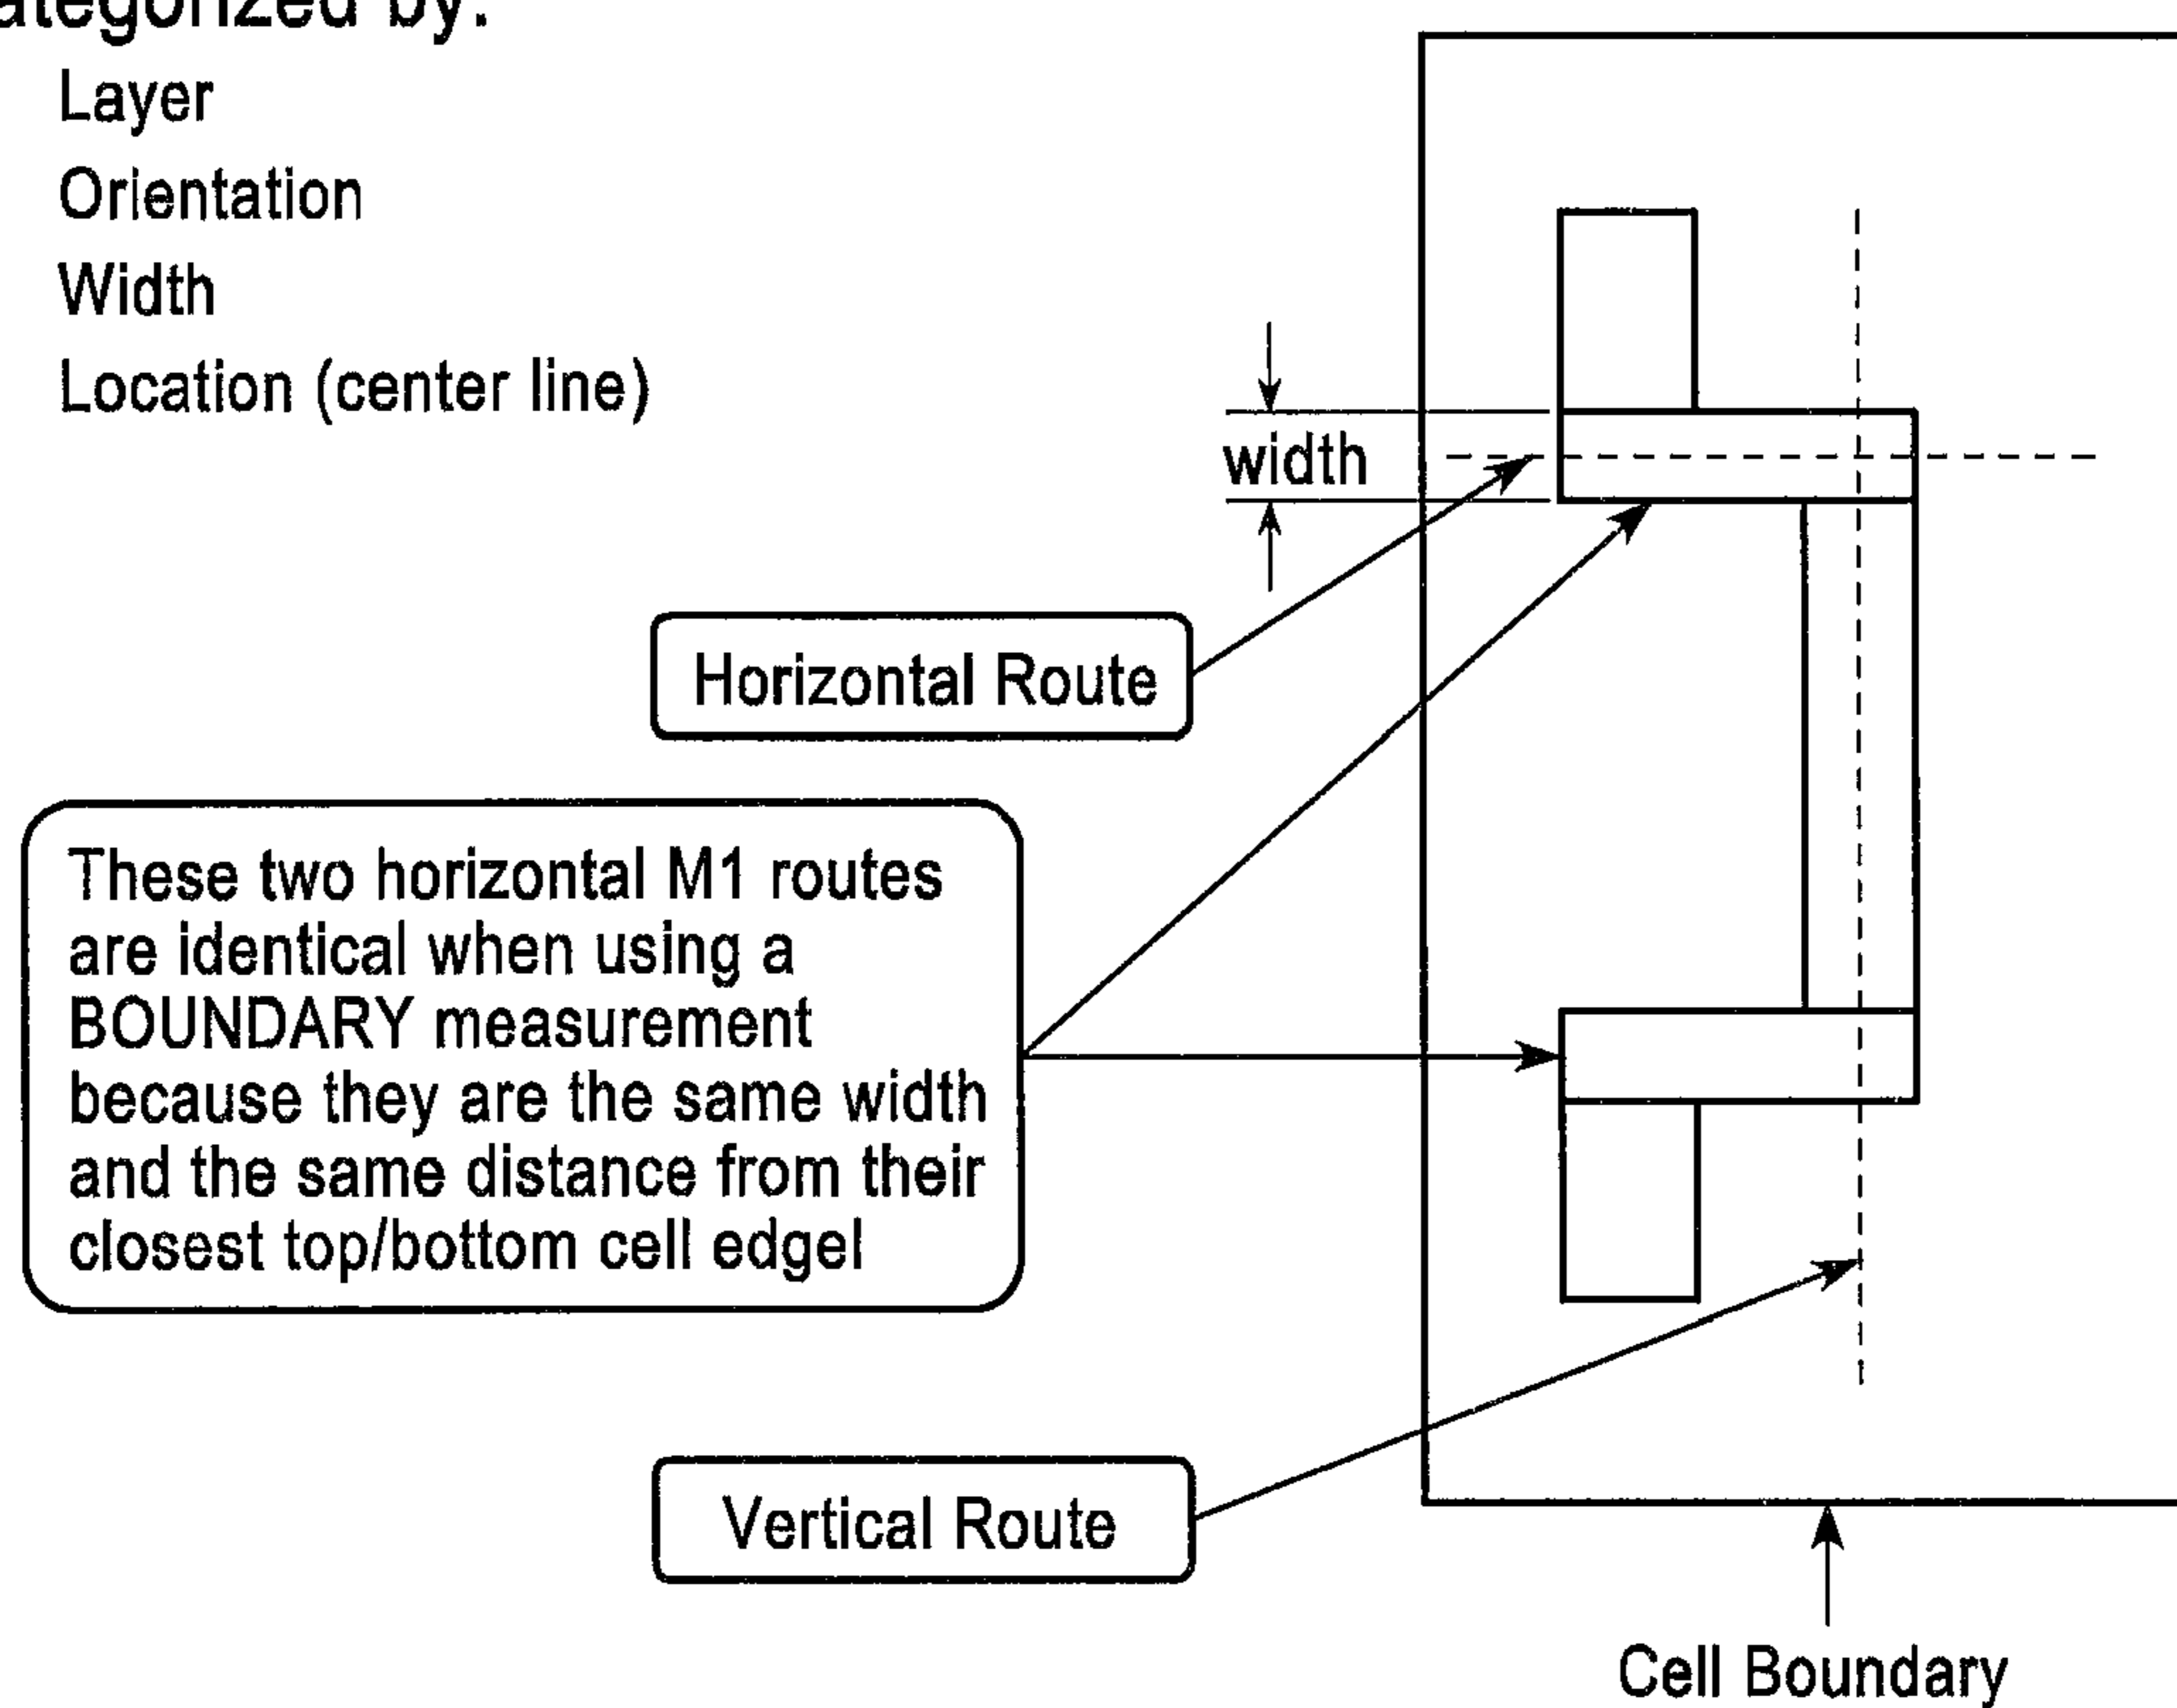 ategorized by:
Layer
Orientation
Width
Location (center line)
width
Horizontal Route
These two horizontal M1 routes
are identical when using a
BOUNDARY measurement
because they are the same width
and the same distance from their
closest top/bottom cell edgel
Vertical Route
Cell Boundary